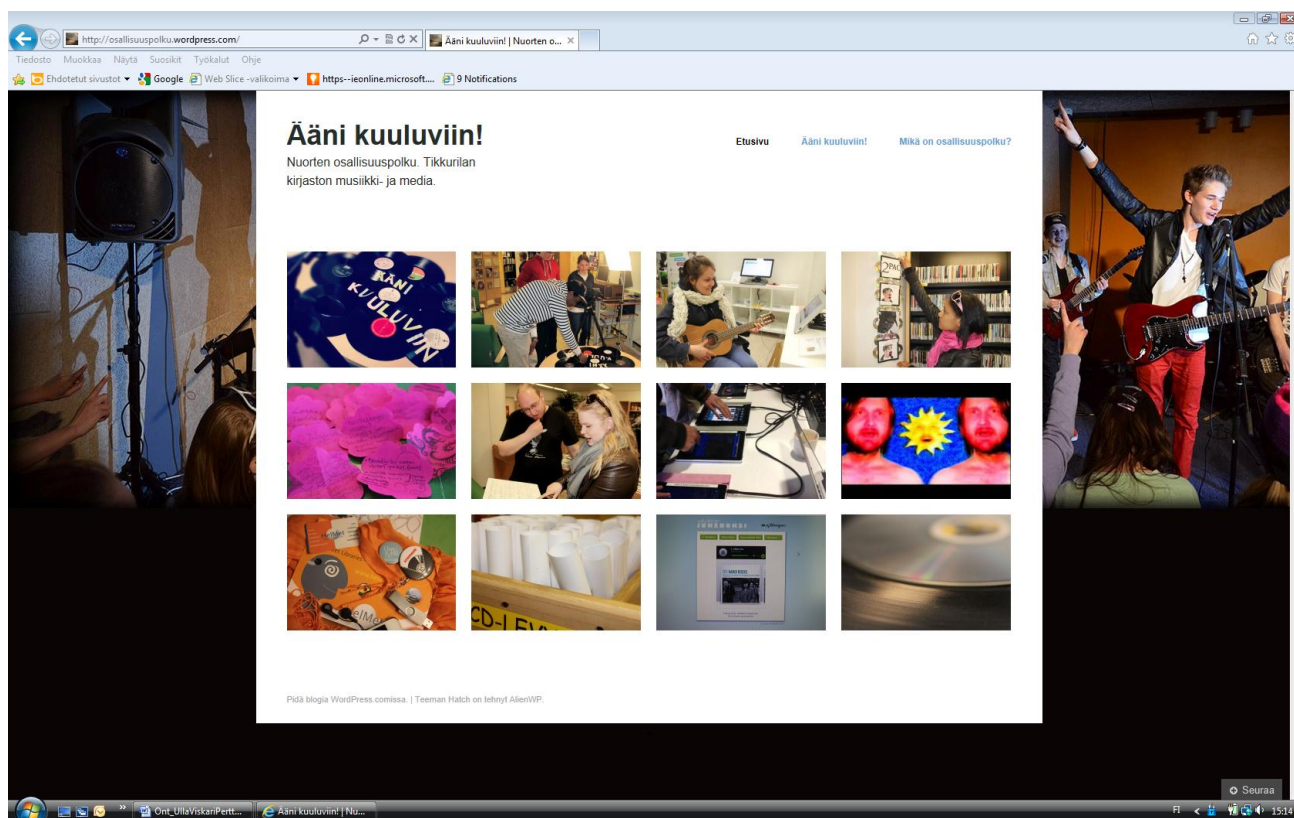 http://osallisuuspolku.wordpress.com/
Ääni kuuluviin! | Nuorten o...
Tiedosto Muokkaa Näytä Suosikit Työkalut Ohje
Ehdotetut sivustot Google Web Slice -valikoima https--ieonline.microsoft.... 9 Notifications
Ääni kuuluviin!
Nuorten osallisuuspolku. Tikkurilan
kirjaston musiikki- ja media.
Etusivu Ääni kuuluviin! Mikä on osallisuuspolku?
ÄÄNI
KUULUVIIN
2PAC
CD-LEVY
Pidä blogia WordPress.comissa. | Teeman Hatch on tehnyt AlienWP.
Seuraa
Ont_UllaViskariPertt... Ääni kuuluviin! | Nu... FI 15:14